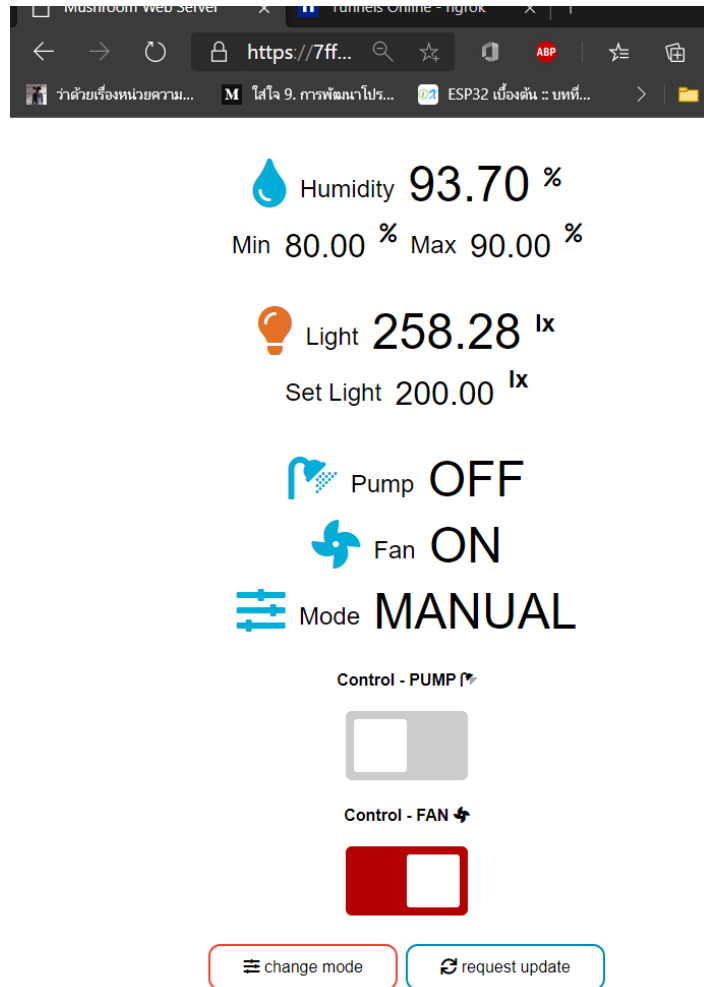 Mushroom Web Server Tunnels Online - ngrok
https://7ff... ABP
ว่าด้วยเรื่องหน่วยความ... M ใส่ใจ 9. การพัฒนาโปร... ESP32 เบื้องต้น :: บทที่...
Humidity 93.70 %
Min 80.00 % Max 90.00 %
Light 258.28 lx
Set Light 200.00 lx
Pump OFF
Fan ON
Mode MANUAL
Control - PUMP
Control - FAN
change mode request update